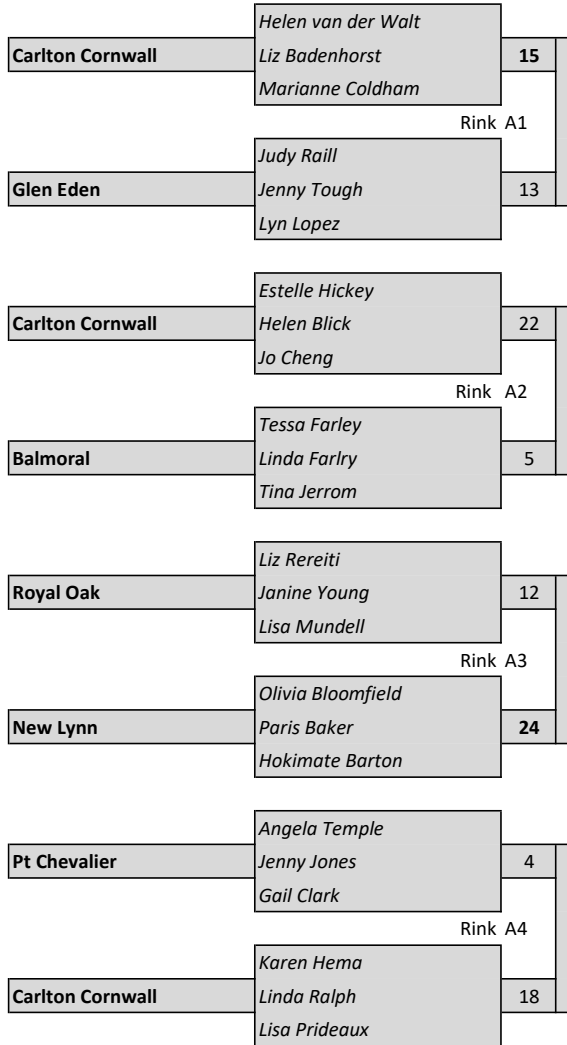 Helen van der Walt
Carlton Cornwall Liz Badenhorst 15
Marianne Coldham
Rink A1
Judy Raill
Glen Eden Jenny Tough 13
Lyn Lopez
Estelle Hickey
Carlton Cornwall Helen Blick 22
Jo Cheng
Rink A2
Tessa Farley
Balmoral Linda Farlry 5
Tina Jerrom
Liz Rereiti
Royal Oak Janine Young 12
Lisa Mundell
Rink A3
Olivia Bloomfield
New Lynn Paris Baker 24
Hokimate Barton
Angela Temple
Pt Chevalier Jenny Jones 4
Gail Clark
Rink A4
Karen Hema
Carlton Cornwall Linda Ralph 18
Lisa Prideaux